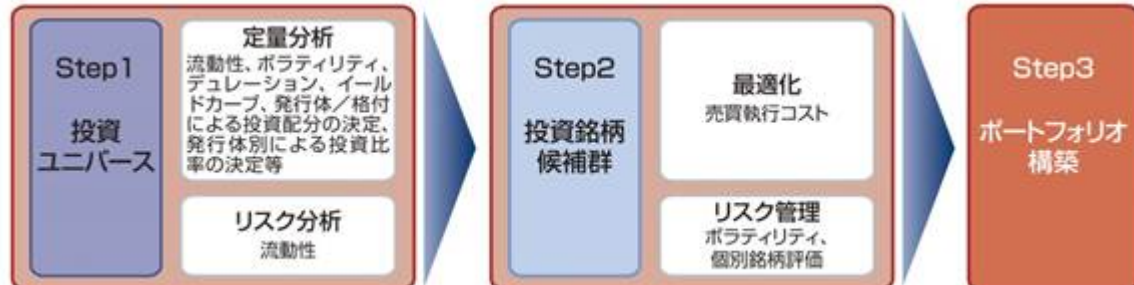 Step1
投資
ユニバース
定量分析
流動性、ボラティリティ、
デュレーション、イール
ドカーブ、発行体／格付
による投資配分の決定、
発行体別による投資比
率の決定等
リスク分析
流動性
Step2
投資銘柄
候補群
最適化
売買執行コスト
リスク管理
ボラティリティ、
個別銘柄評価
Step3
ポートフォリオ
構築